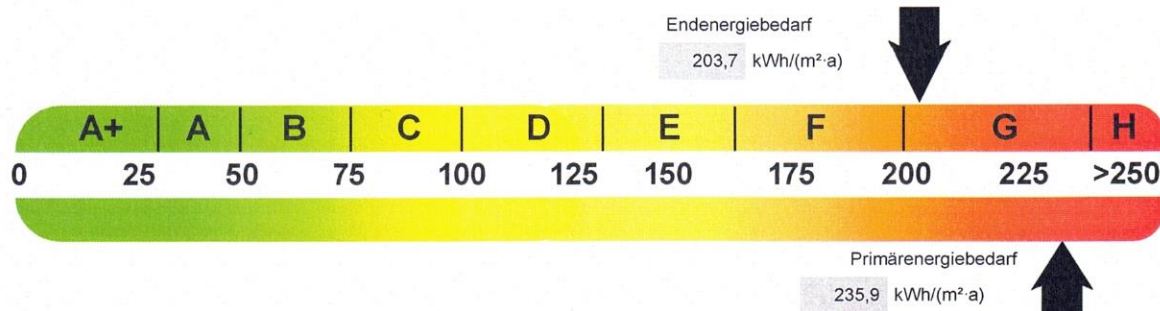 Endenergiebedarf
203,7 kWh/(m²·a)
A+ A B C D E F G H
0 25 50 75 100 125 150 175 200 225 >250
Primärenergiebedarf
235,9 kWh/(m²·a)